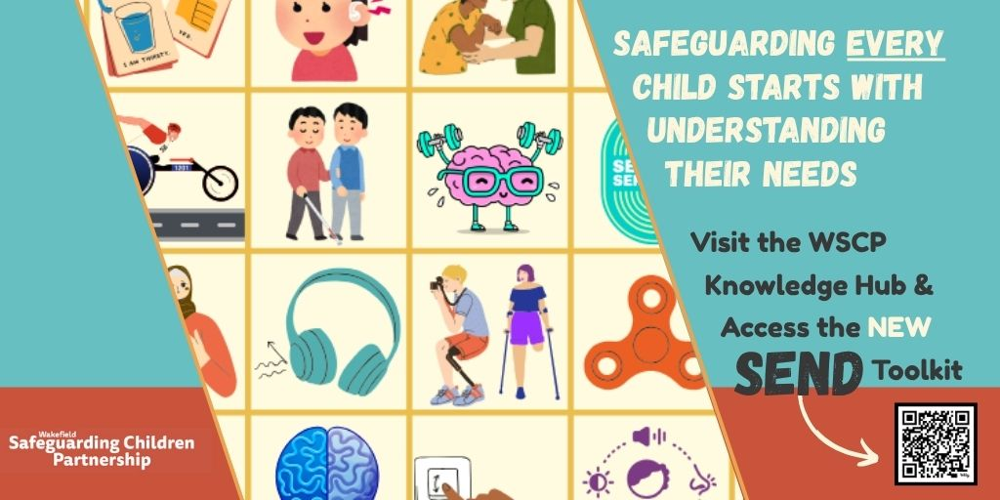 I AM THIRSTY.
YES.
1201
SAFEGUARDING EVERY
CHILD STARTS WITH
UNDERSTANDING
THEIR NEEDS
Visit the WSCP
Knowledge Hub &
Access the NEW
SEND Toolkit
Wakefield
Safeguarding Children
Partnership